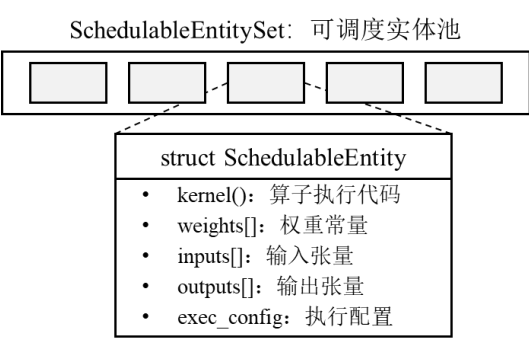 SchedulableEntitySet：可调度实体池
struct SchedulableEntity
• kernel()：算子执行代码
• weights[]：权重常量
• inputs[]：输入张量
• outputs[]：输出张量
• exec_config：执行配置